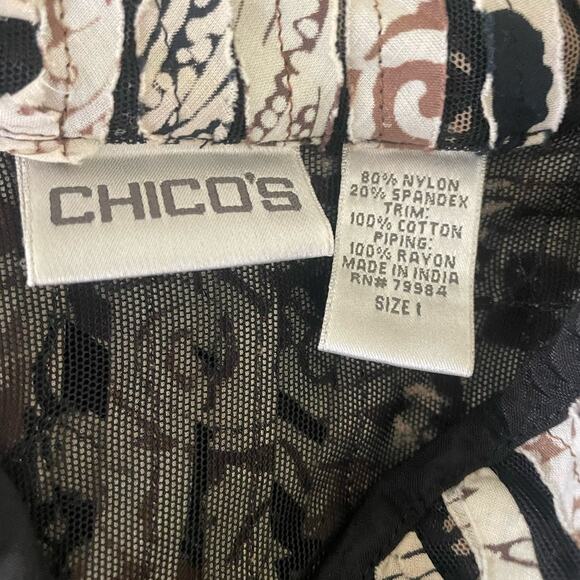 CHICO'S
80% NYLON
20% SPANDEX
TRIM:
100% COTTON
PIPING:
100% RAYON
MADE IN INDIA
RN# 79984
SIZE 1